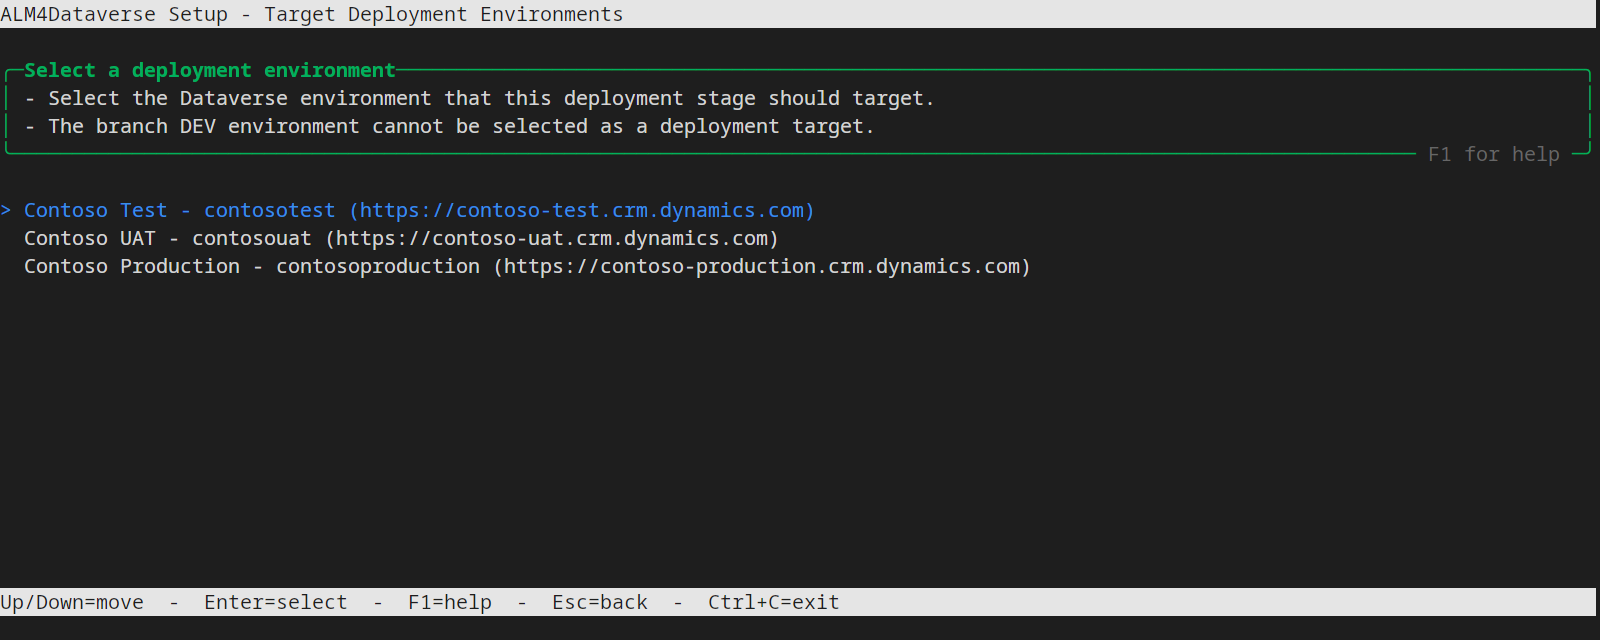 ALM4Dataverse Setup - Target Deployment Environments
Select a deployment environment
- Select the Dataverse environment that this deployment stage should target.
- The branch DEV environment cannot be selected as a deployment target.
F1 for help
> Contoso Test - contosotest (https://contoso-test.crm.dynamics.com)
Contoso UAT - contosouat (https://contoso-uat.crm.dynamics.com)
Contoso Production - contosoproduction (https://contoso-production.crm.dynamics.com)
Up/Down=move  -  Enter=select  -  F1=help  -  Esc=back  -  Ctrl+C=exit